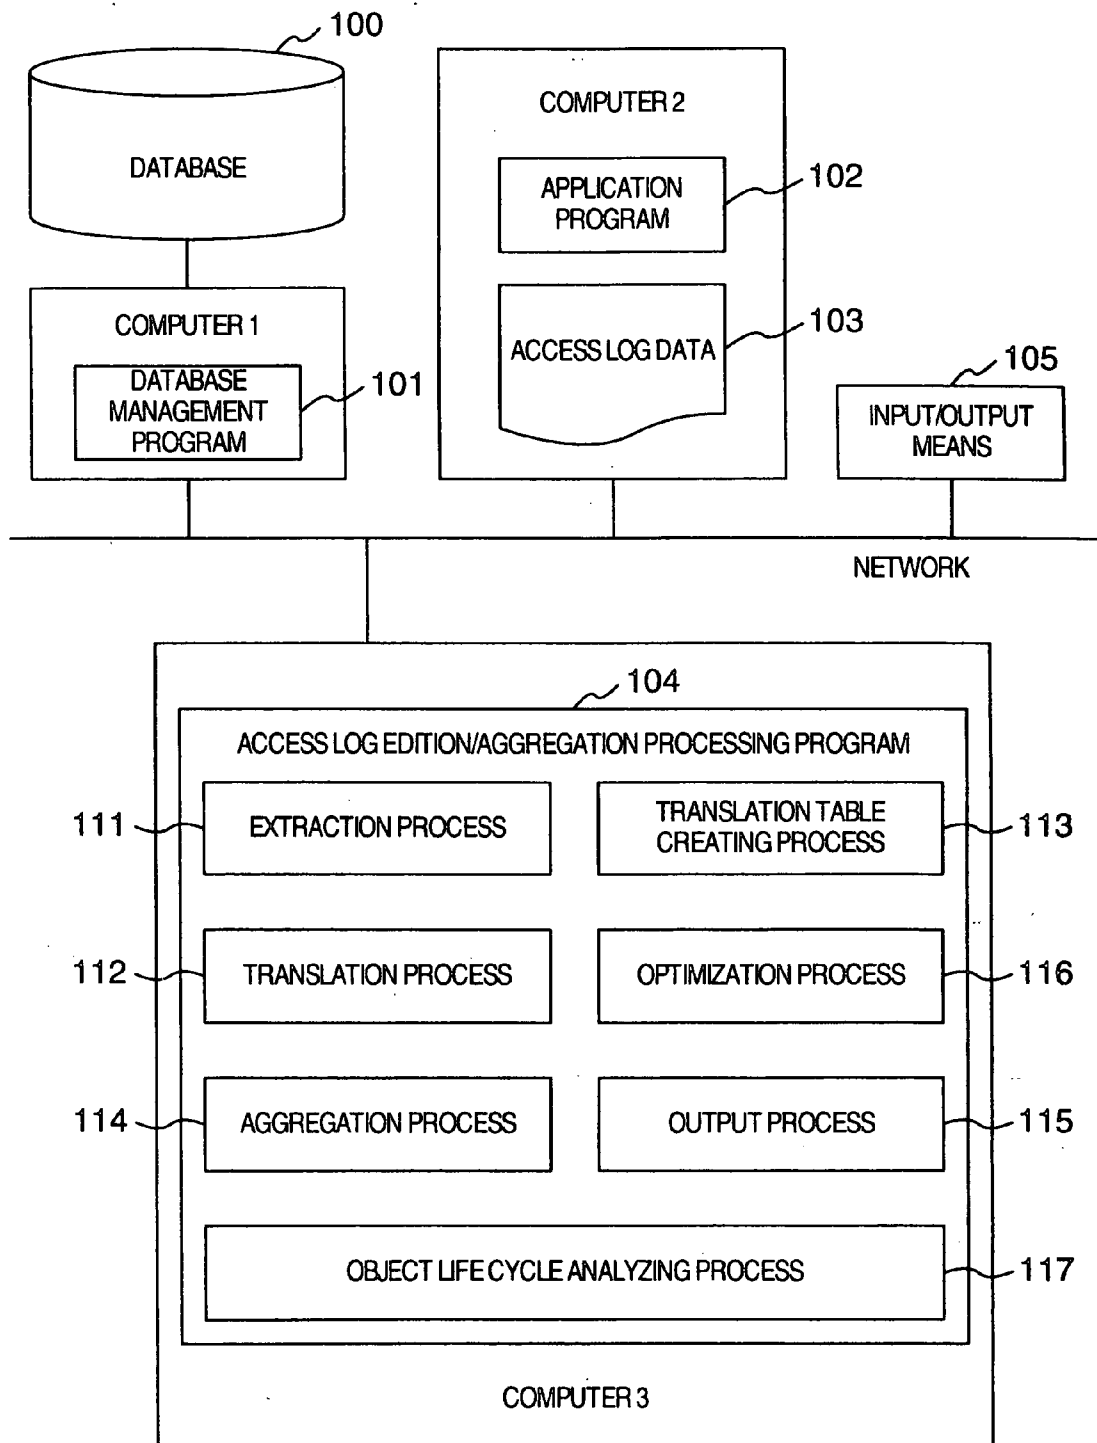 100
DATABASE
COMPUTER 1
DATABASE
MANAGEMENT
PROGRAM
101
COMPUTER 2
APPLICATION
PROGRAM
102
ACCESS LOG DATA
103
105
INPUT/OUTPUT
MEANS
NETWORK
104
ACCESS LOG EDITION/AGGREGATION PROCESSING PROGRAM
111
EXTRACTION PROCESS
TRANSLATION TABLE
CREATING PROCESS
113
112
TRANSLATION PROCESS
OPTIMIZATION PROCESS
116
114
AGGREGATION PROCESS
OUTPUT PROCESS
115
OBJECT LIFE CYCLE ANALYZING PROCESS
117
COMPUTER 3